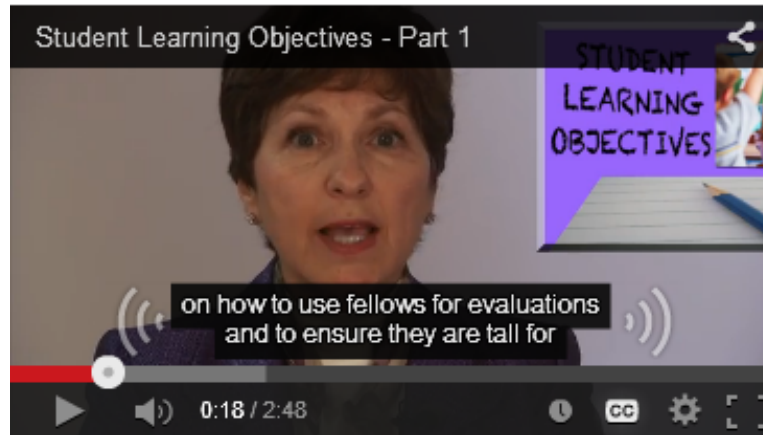 Student Learning Objectives - Part 1
STUDENT
LEARNING
OBJECTIVES
on how to use fellows for evaluations
and to ensure they are tall for
0:18 / 2:48
CC